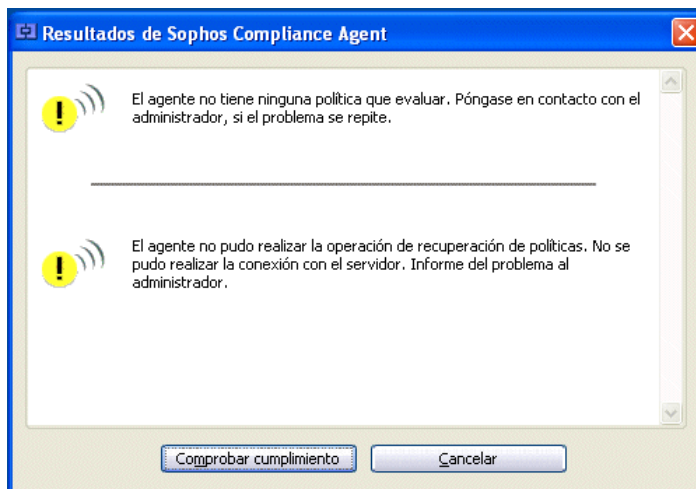 Resultados de Sophos Compliance Agent
El agente no tiene ninguna política que evaluar. Póngase en contacto con el
administrador, si el problema se repite.
El agente no pudo realizar la operación de recuperación de políticas. No se
pudo realizar la conexión con el servidor. Informe del problema al
administrador.
Comprobar cumplimiento
Cancelar